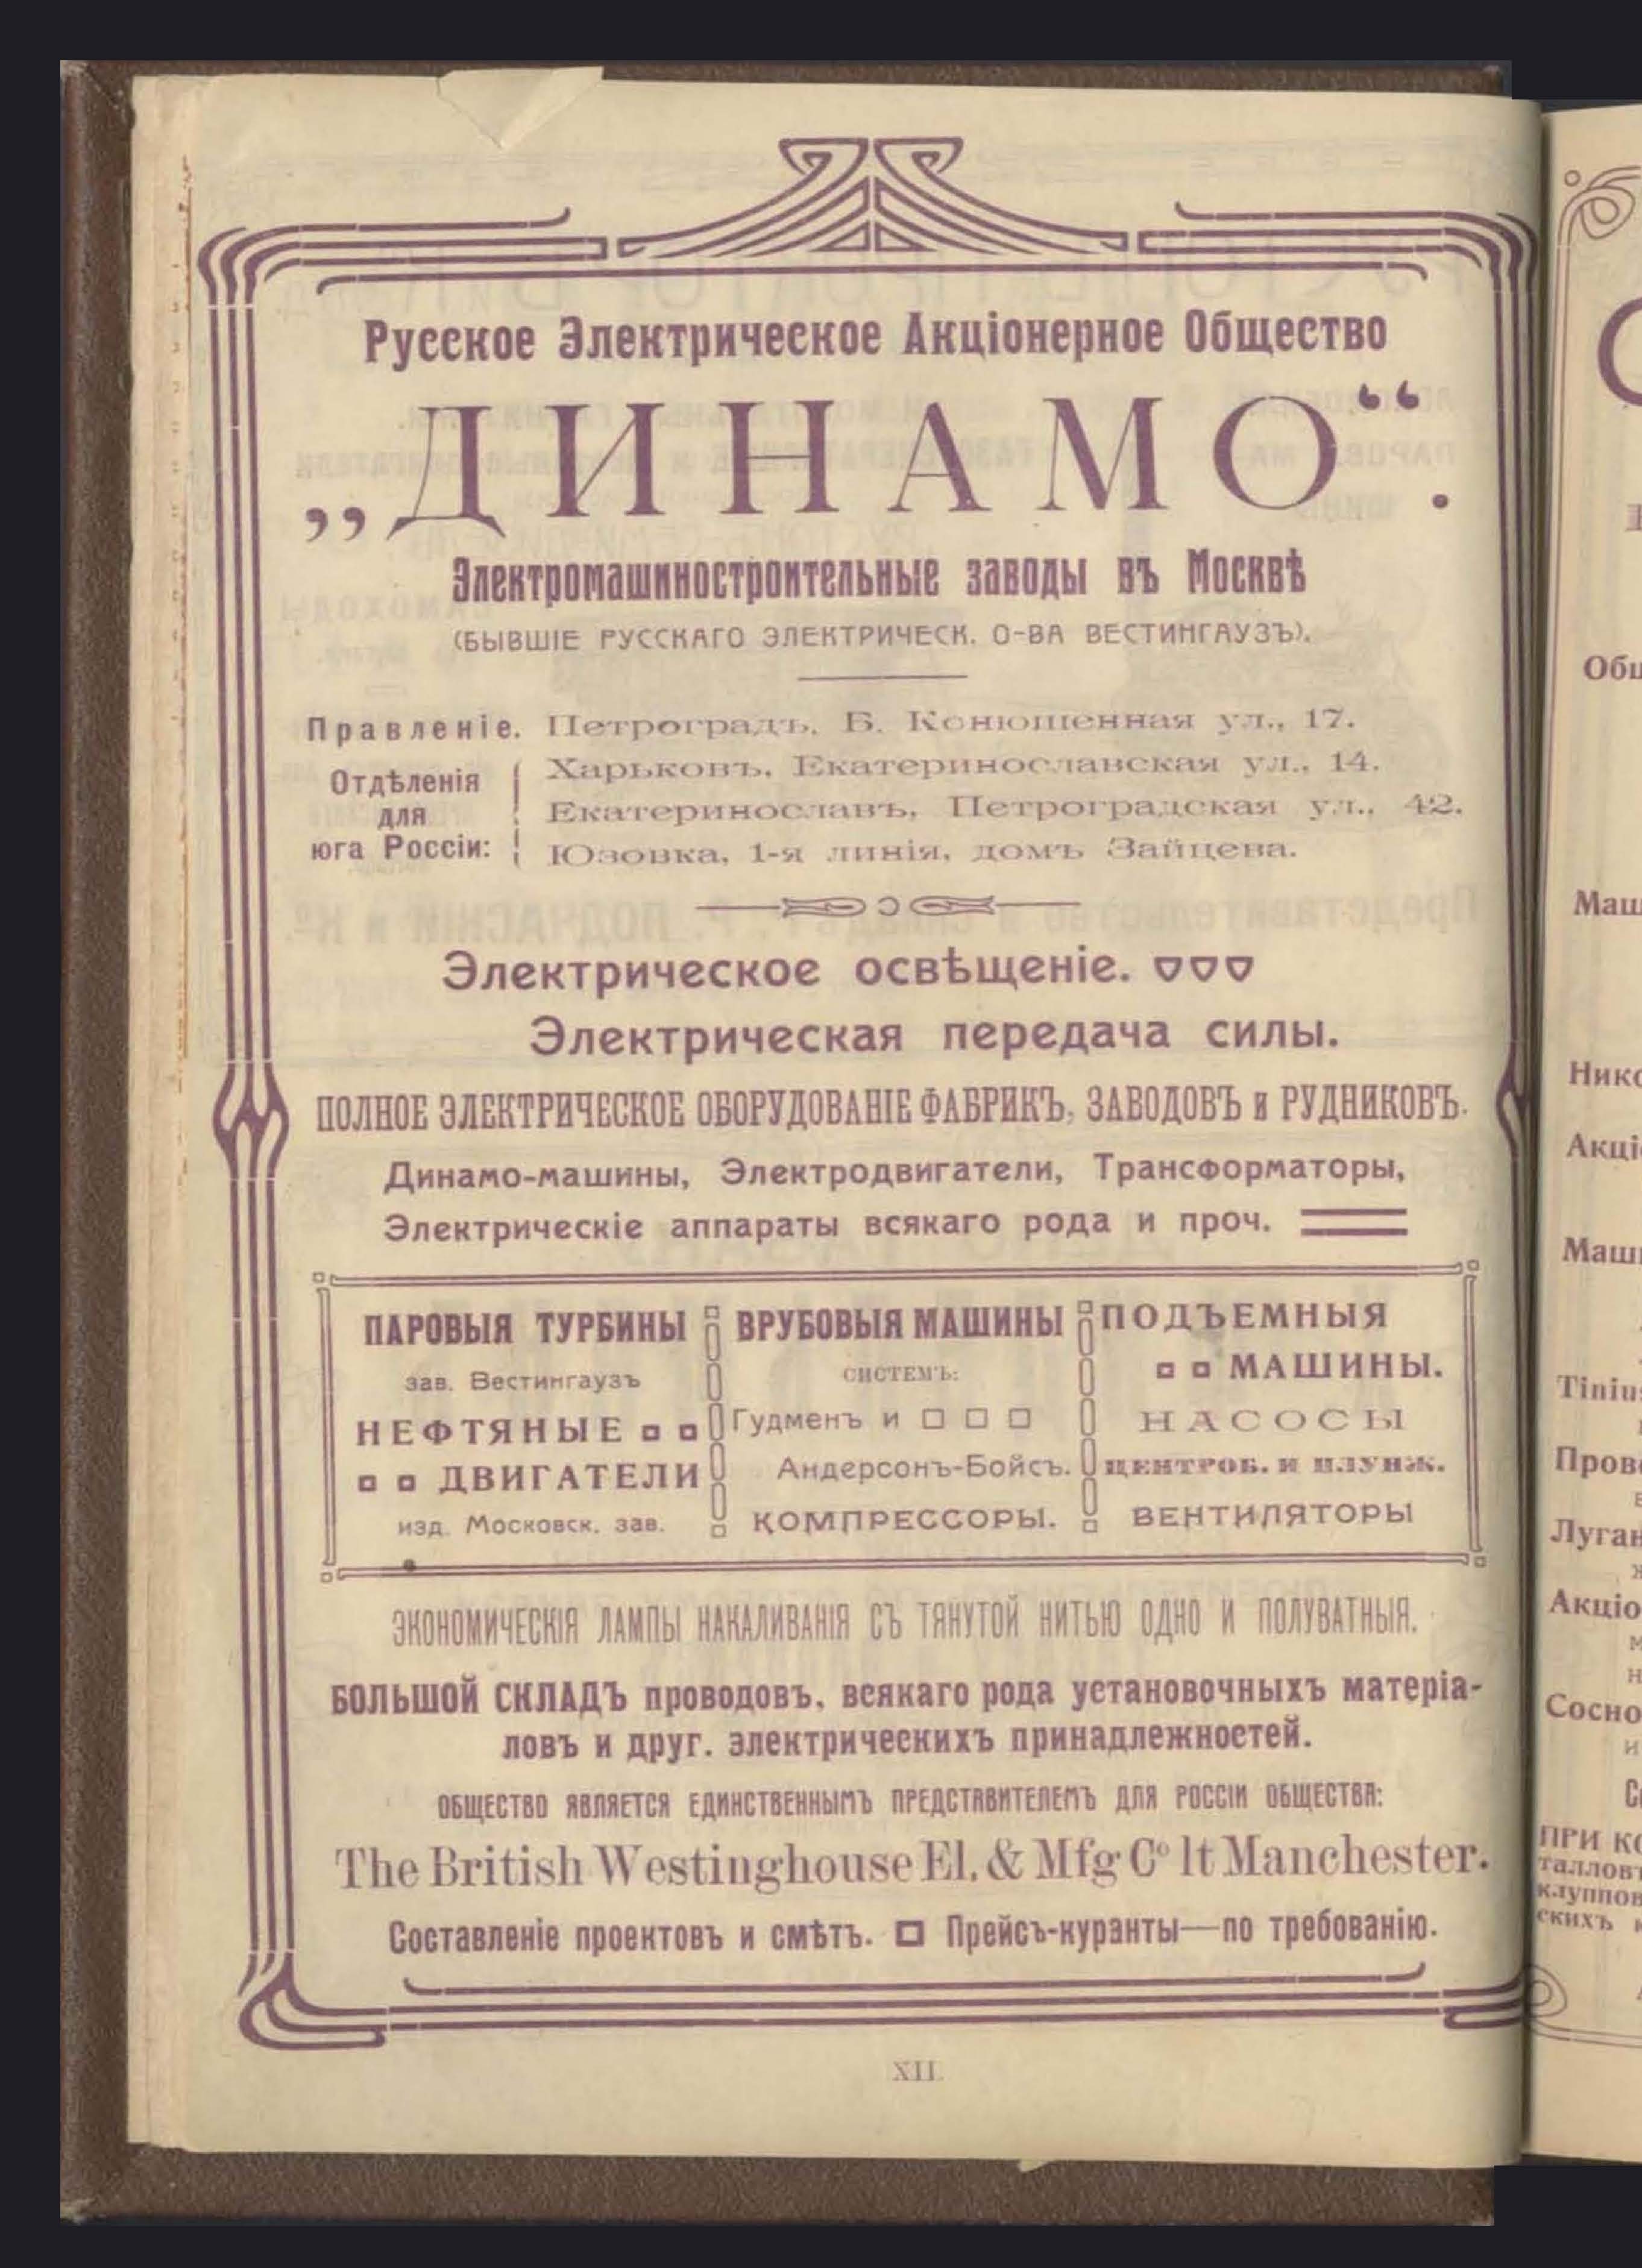 Русское Электрическое Акціонерное Общество
„ДИНАМО“.
Электромашиностроительные заводы въ Москвѣ
(БЫВШІЕ РУССКАГО ЭЛЕКТРИЧЕСК. О-ВА ВЕСТИНГАУЗЪ).
Правленіе. Петроградъ, Б. Конюшенная ул., 17.
Отдѣленія для юга Россіи:
Харьковъ, Екатеринославская ул., 14.
Екатеринославъ, Петроградская ул., 42.
Юзовка, 1-я линія, домъ Зайцева.
Электрическое освѣщеніе.
Электрическая передача силы.
ПОЛНОЕ ЭЛЕКТРИЧЕСКОЕ ОБОРУДОВАНІЕ ФАБРИКЪ, ЗАВОДОВЪ и РУДНИКОВЪ.
Динамо-машины, Электродвигатели, Трансформаторы,
Электрическіе аппараты всякаго рода и проч.
ПАРОВЫЯ ТУРБИНЫ
зав. Вестингаузъ
НЕФТЯНЫЕ
ДВИГАТЕЛИ
изд. Московск. зав.
ВРУБОВЫЯ МАШИНЫ
СИСТЕМЪ:
Гудменъ и
Андерсонъ-Бойсъ.
КОМПРЕССОРЫ.
ПОДЪЕМНЫЯ
МАШИНЫ.
НАСОСЫ
ЦЕНТРОБ. И ПЛУНЖ.
ВЕНТИЛЯТОРЫ
ЭКОНОМИЧЕСКІЯ ЛАМПЫ НАКАЛИВАНІЯ СЪ ТЯНУТОЙ НИТЬЮ ОДНО И ПОЛУВАТНЫЯ.
БОЛЬШОЙ СКЛАДЪ проводовъ, всякаго рода установочныхъ матеріа-
ловъ и друг. электрическихъ принадлежностей.
ОБЩЕСТВО ЯВЛЯЕТСЯ ЕДИНСТВЕННЫМЪ ПРЕДСТАВИТЕЛЕМЪ ДЛЯ РОССІИ ОБЩЕСТВА:
The British Westinghouse El. & Mfg Cº lt Manchester.
Составленіе проектовъ и смѣтъ. Прейсъ-куранты—по требованію.
XII.